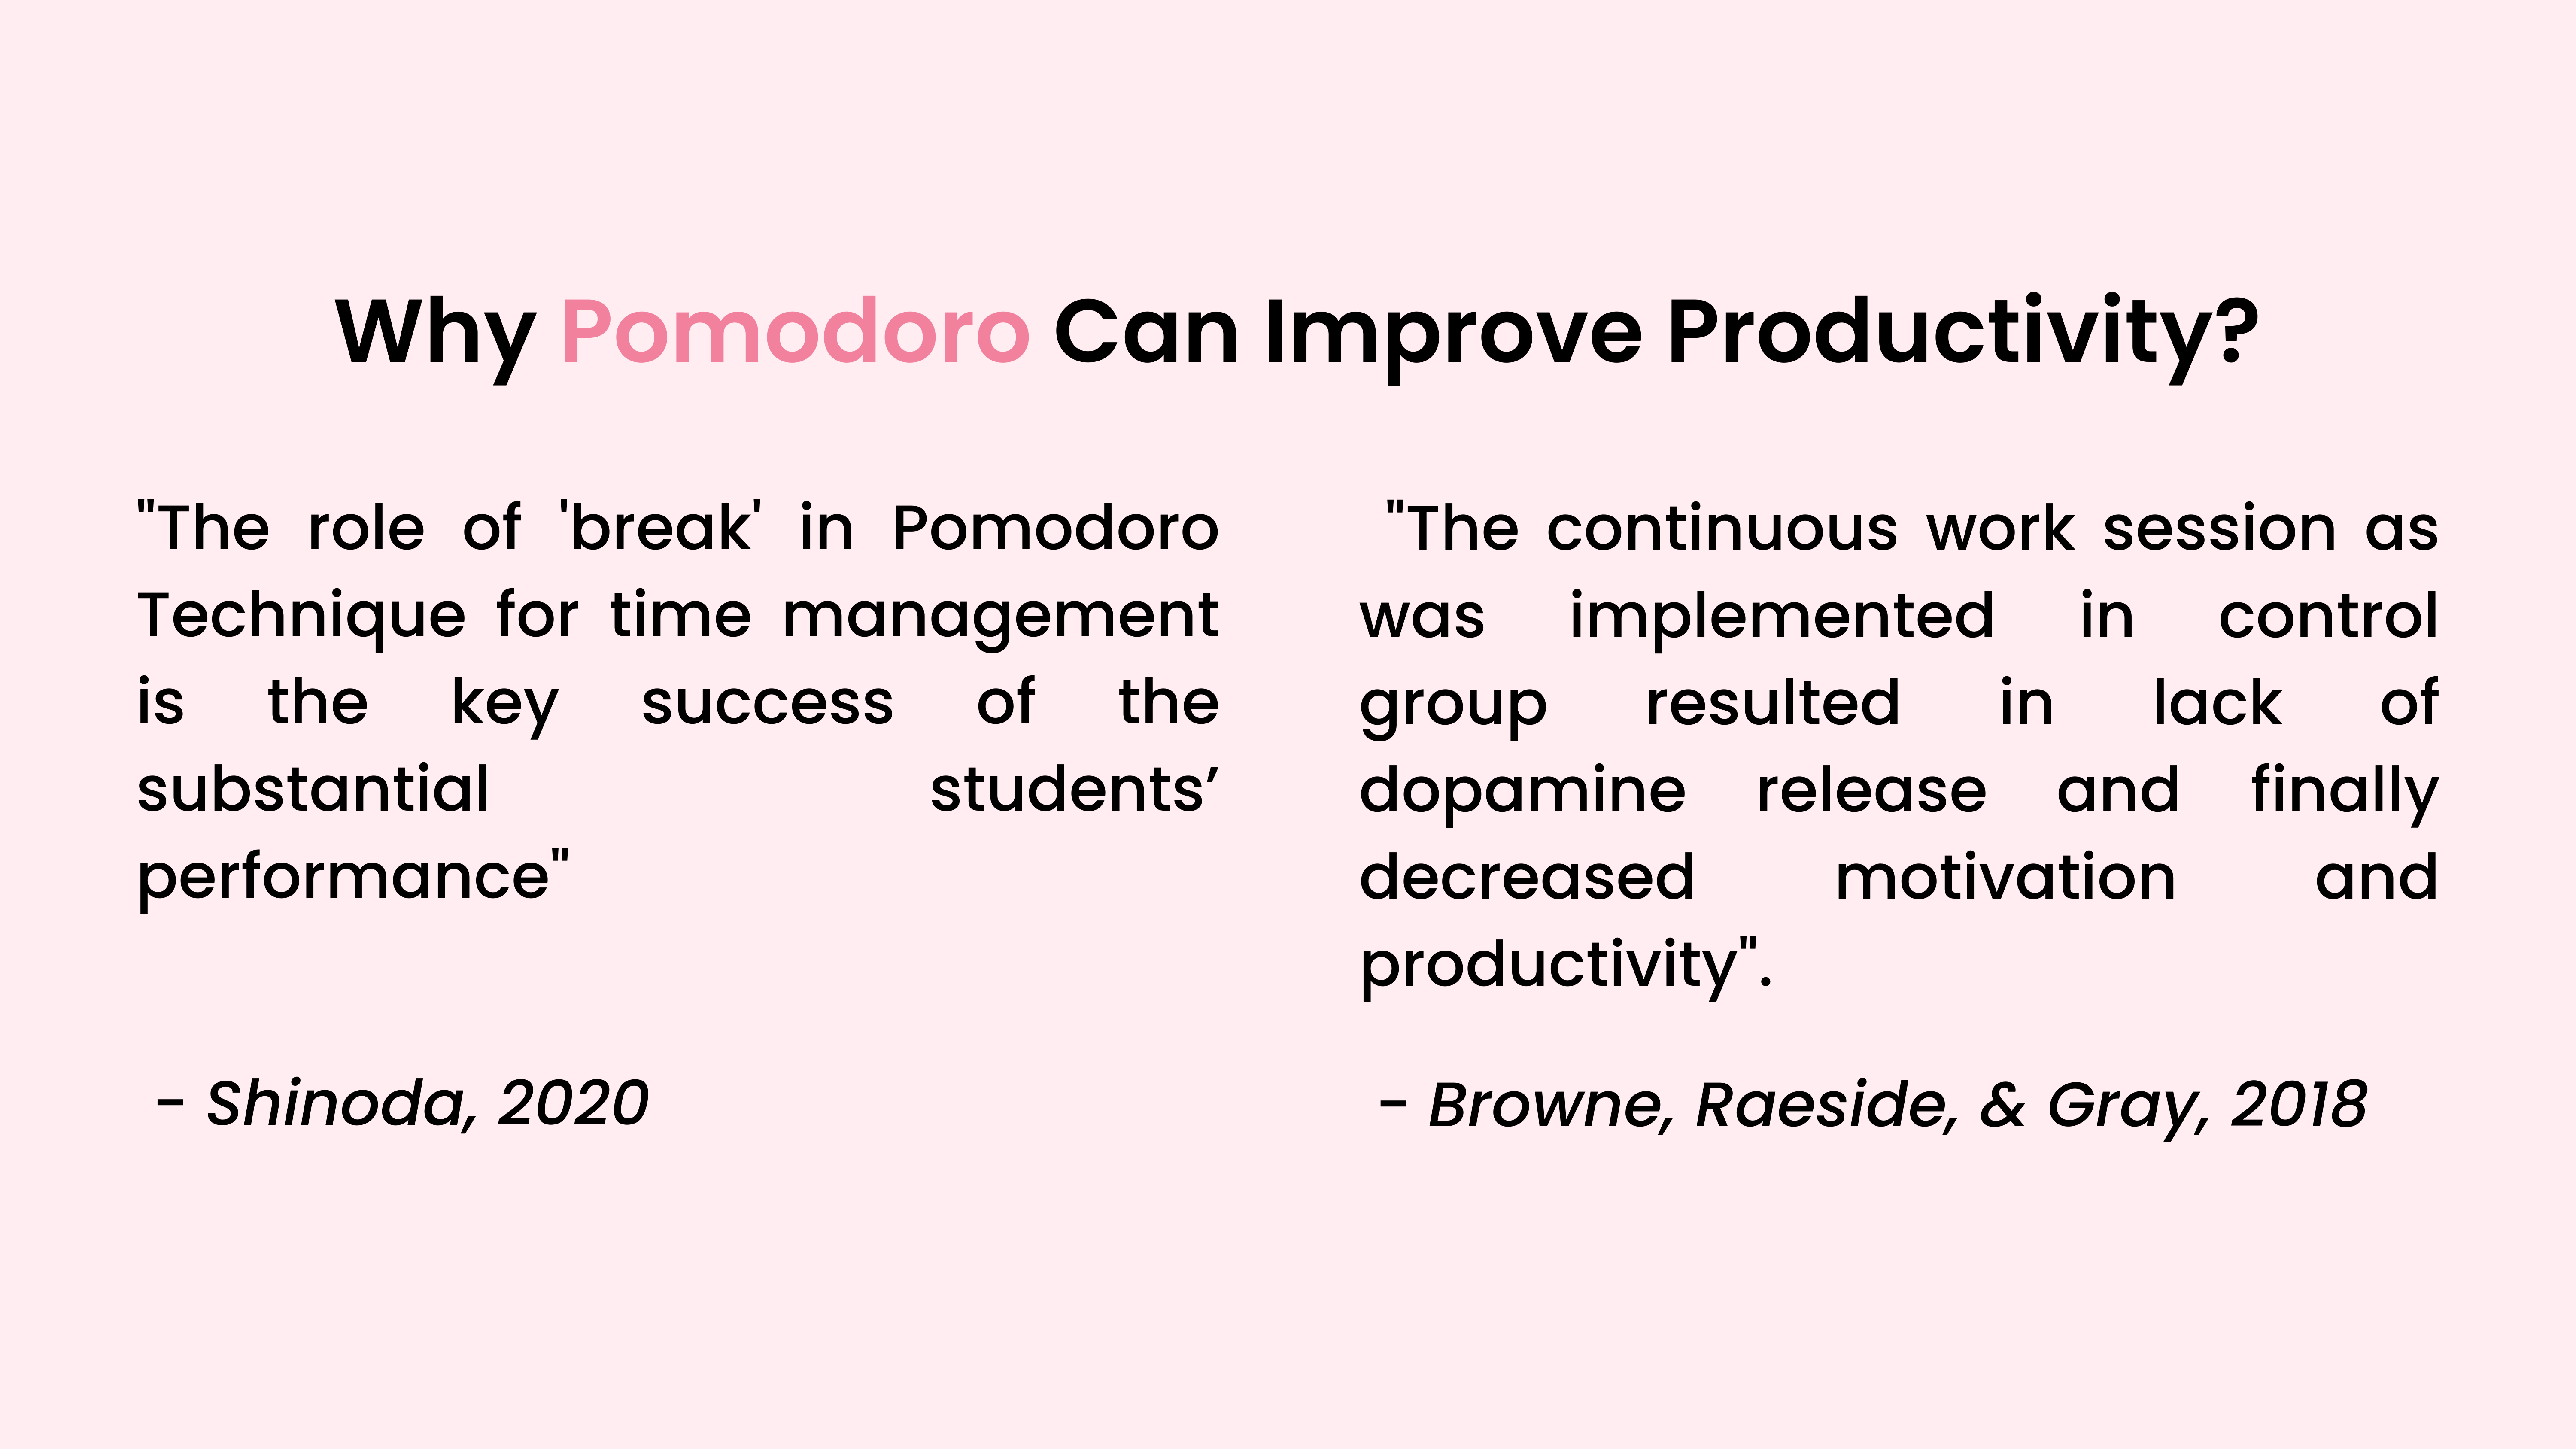 Why Pomodoro Can Improve Productivity?
"The role of 'break' in Pomodoro
Technique for time management
is the key success of the
substantial students’
performance"
- Shinoda, 2020
"The continuous work session as
was implemented in control
group resulted in lack of
dopamine release and finally
decreased motivation and
productivity".
- Browne, Raeside, & Gray, 2018